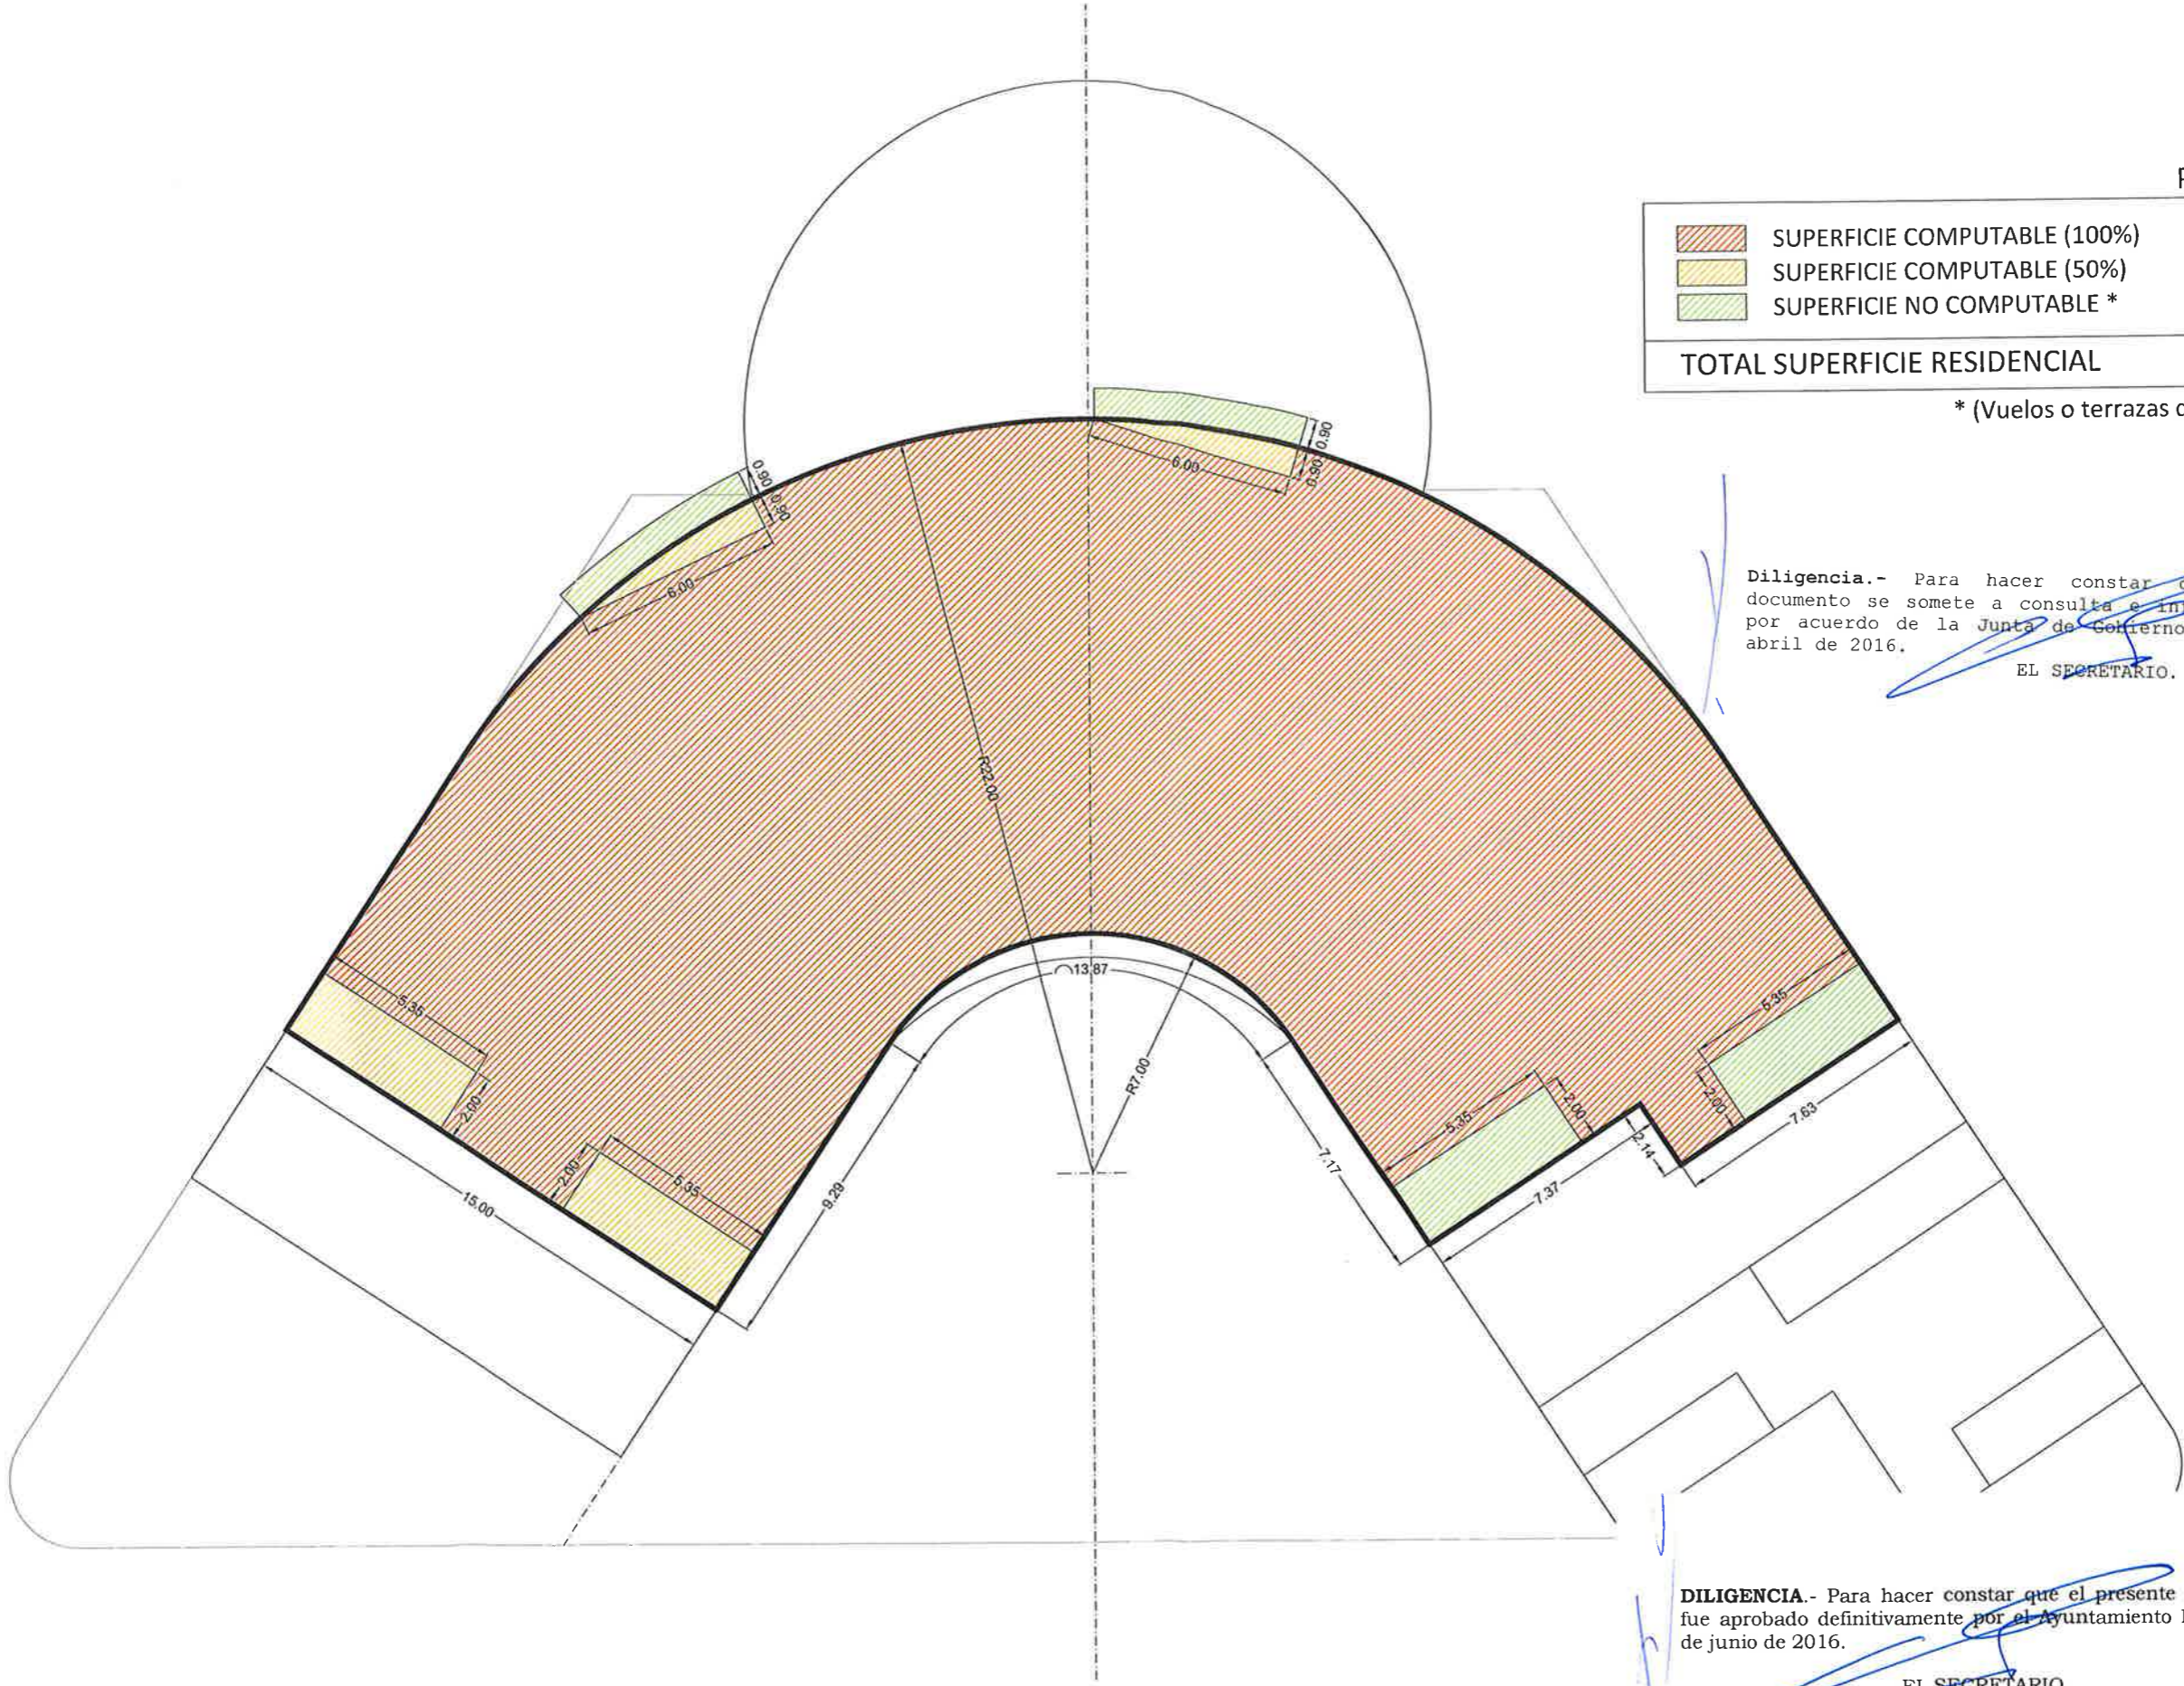 SUPERFICIE COMPUTABLE (100%)
SUPERFICIE COMPUTABLE (50%)
SUPERFICIE NO COMPUTABLE *
TOTAL SUPERFICIE RESIDENCIAL
* (Vuelos o terrazas
0.90
0.90
6.00
0.90
0.90
6.00
Diligencia.- Para hacer constar
documento se somete a consulta e
por acuerdo de la Junta de Gobierno
abril de 2016.
EL SECRETARIO.
R22.00
13.87
R7.00
5.35
2.00
2.00
5.35
15.00
9.29
7.17
5.35
2.00
7.37
2.14
5.35
2.00
7.63
DILIGENCIA.- Para hacer constar que el presente
fue aprobado definitivamente por el Ayuntamiento
de junio de 2016.
EL SECRETARIO